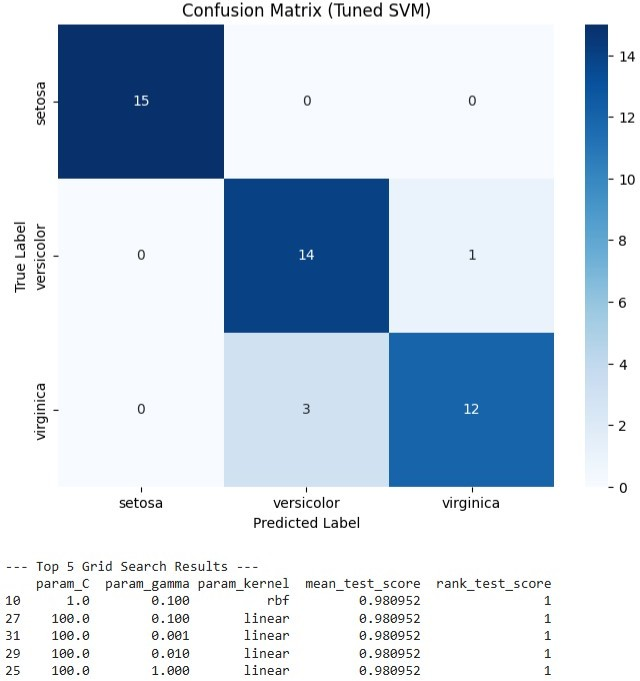 Confusion Matrix (Tuned SVM)
setosa 15 0 0
versicolor 0 14 1
virginica 0 3 12
True Label
setosa versicolor virginica
Predicted Label
14
12
10
8
6
4
2
0
--- Top 5 Grid Search Results ---
param_C param_gamma param_kernel mean_test_score rank_test_score
10 1.0 0.100 rbf 0.980952 1
27 100.0 0.100 linear 0.980952 1
31 100.0 0.001 linear 0.980952 1
29 100.0 0.010 linear 0.980952 1
25 100.0 1.000 linear 0.980952 1